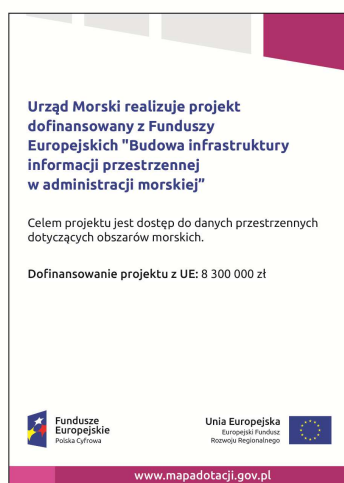 Urząd Morski realizuje projekt
dofinansowany z Funduszy
Europejskich "Budowa infrastruktury
informacji przestrzennej
w administracji morskiej”
Celem projektu jest dostęp do danych przestrzennych
dotyczących obszarów morskich.
Dofinansowanie projektu z UE: 8 300 000 zł
Fundusze
Europejskie
Polska Cyfrowa
Unia Europejska
Europejski Fundusz
Rozwoju Regionalnego
www.mapadotacji.gov.pl